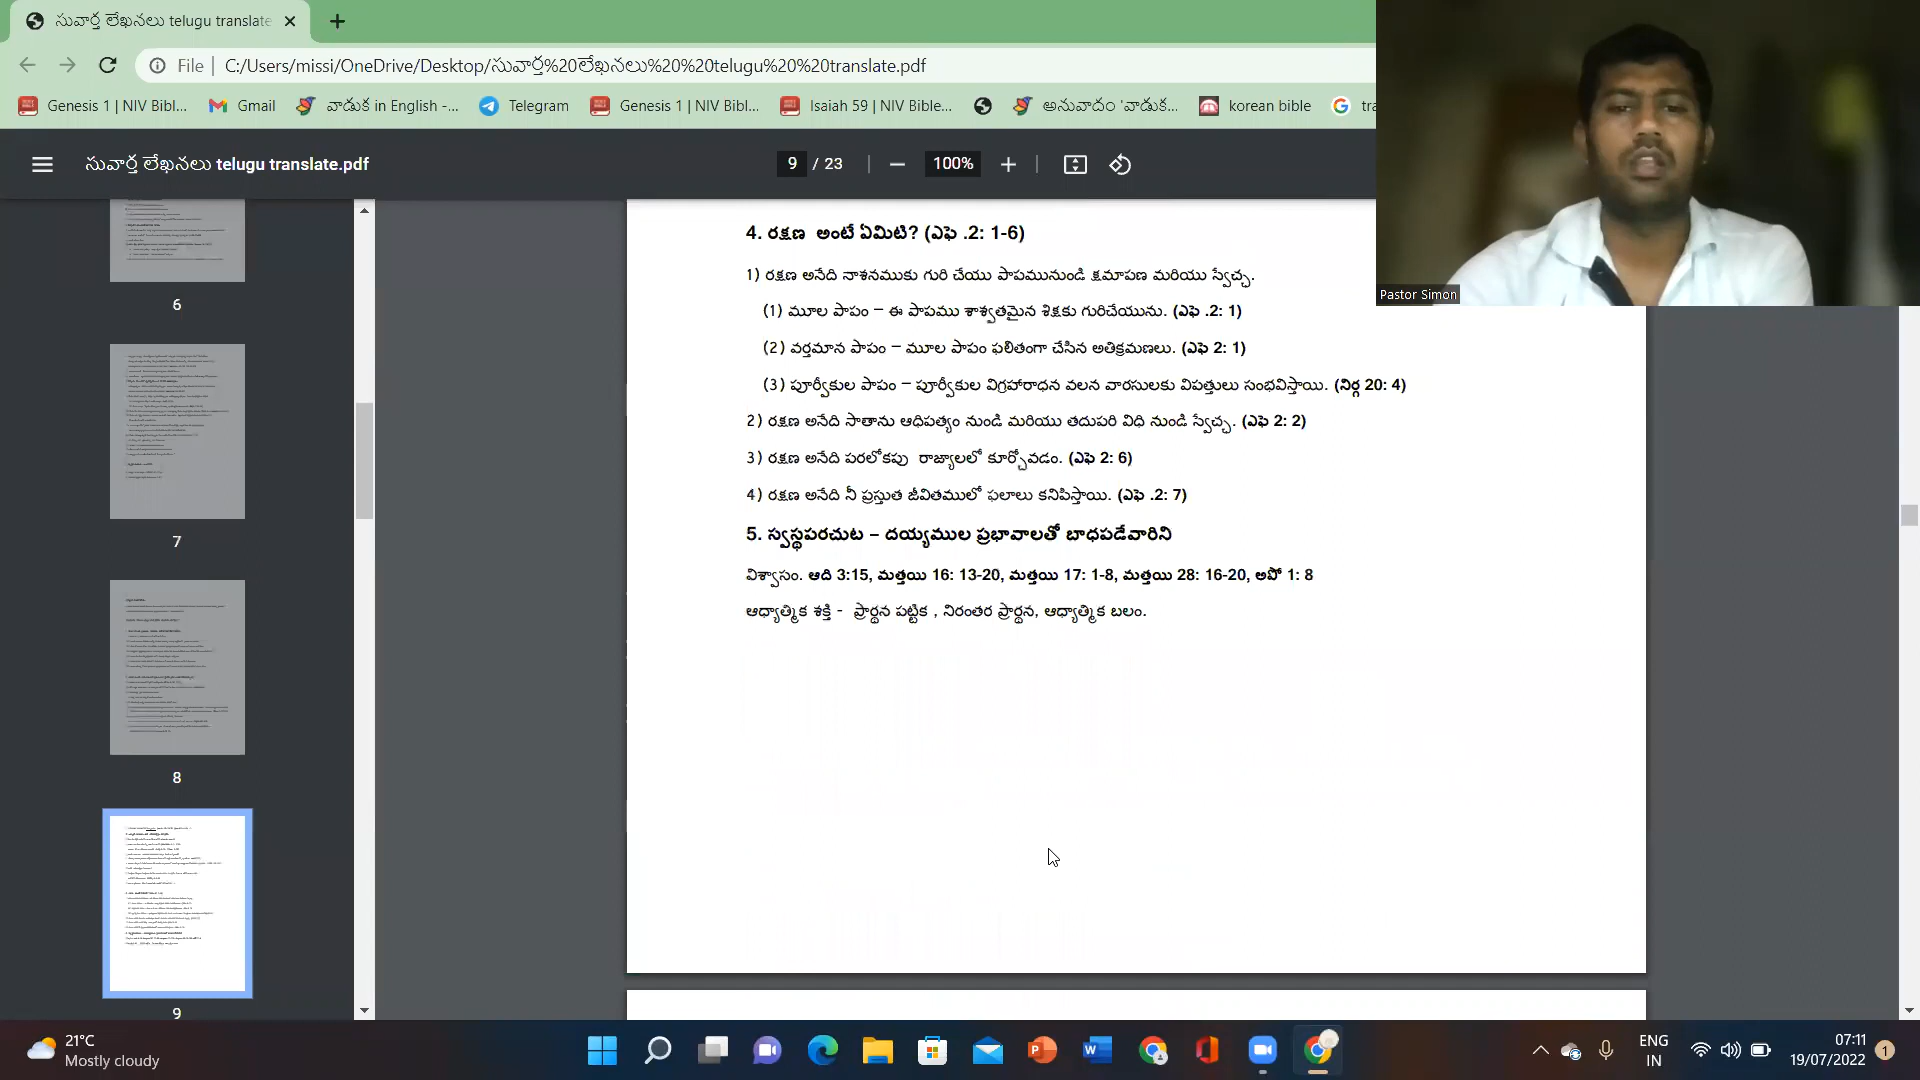 సువార్త లేఖనలు telugu translate
File
C:/Users/missi/OneDrive/Desktop/సువార్త%20లేఖనలు%20%20telugu%20%20translate.pdf
Genesis 1 | NIV Bibl...
Gmail
వాడుక in English -...
Telegram
Genesis 1 | NIV Bibl...
Isaiah 59 | NIV Bible...
అనువాదం 'వాడుక...
korean bible
tra
సువార్త లేఖనలు telugu translate.pdf
9 / 23
100%
Pastor Simon
6
7
8
9
4. రక్షణ అంటే ఏమిటి? (ఎఫె .2: 1-6)
1) రక్షణ అనేది నాశనముకు గురి చేయు పాపమునుండి క్షమాపణ మరియు స్వేచ్ఛ.
(1) మూల పాపం – ఈ పాపము శాశ్వతమైన శిక్షకు గురిచేయును. (ఎఫె .2: 1)
(2) వర్తమాన పాపం – మూల పాపం ఫలితంగా చేసిన అతిక్రమణలు. (ఎఫె 2: 1)
(3) పూర్వీకుల పాపం – పూర్వీకుల విగ్రహారాధన వలన వారసులకు విపత్తులు సంభవిస్తాయి. (నిర్గ 20: 4)
2) రక్షణ అనేది సాతాను ఆధిపత్యం నుండి మరియు తదుపరి విధి నుండి స్వేచ్ఛ. (ఎఫె 2: 2)
3) రక్షణ అనేది పరలోకపు రాజ్యాలలో కూర్చోవడం. (ఎఫె 2: 6)
4) రక్షణ అనేది నీ ప్రస్తుత జీవితములో ఫలాలు కనిపిస్తాయి. (ఎఫె .2: 7)
5. స్వస్థపరచుట – దయ్యముల ప్రభావాలతో బాధపడేవారిని
విశ్వాసం. ఆది 3:15, మత్తయి 16: 13-20, మత్తయి 17: 1-8, మత్తయి 28: 16-20, అపో 1: 8
ఆధ్యాత్మిక శక్తి - ప్రార్థన పట్టిక , నిరంతర ప్రార్థన, ఆధ్యాత్మిక బలం.
21°C
Mostly cloudy
ENG
IN
07:11
19/07/2022
1